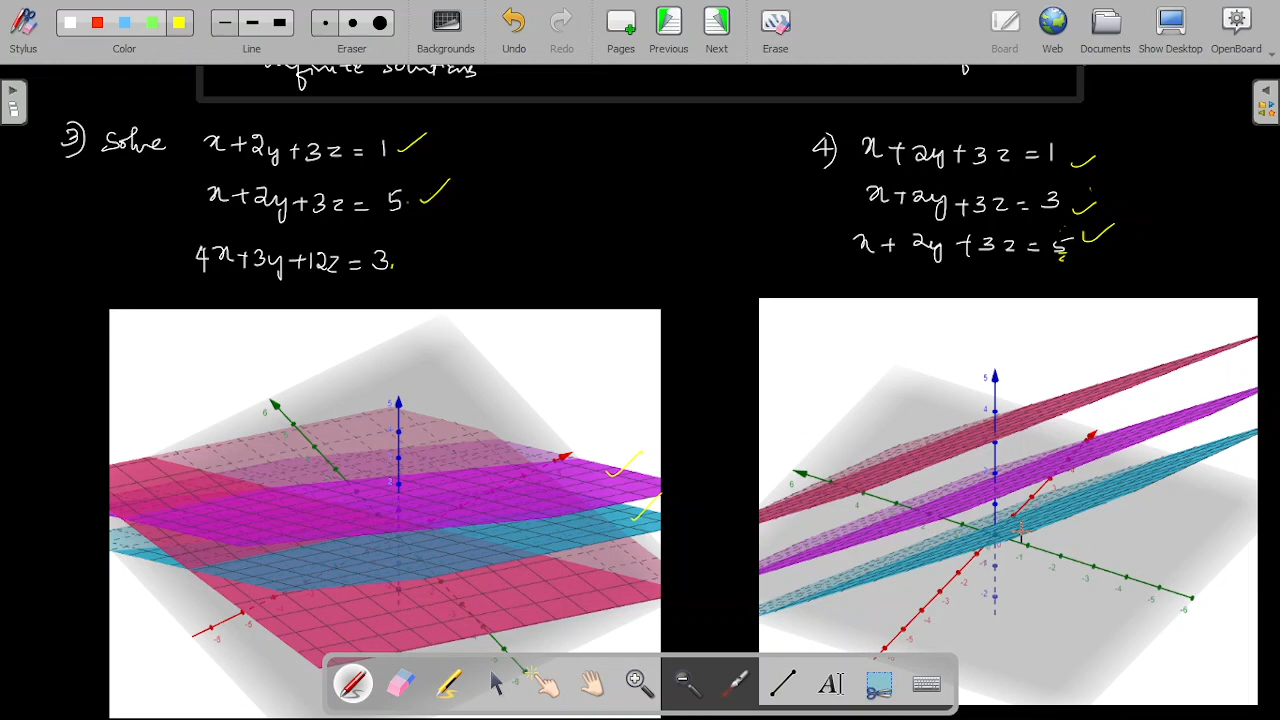 Stylus Color Line Eraser Backgrounds Undo Redo Pages Previous Next Erase Board Web Documents Show Desktop OpenBoard
infinite solutions
3) Solve x+2y+3z = 1
x+2y+3z = 5
4x+3y+12z = 3
4) x+2y+3z = 1
x+2y+3z = 3
x+2y+3z = 5